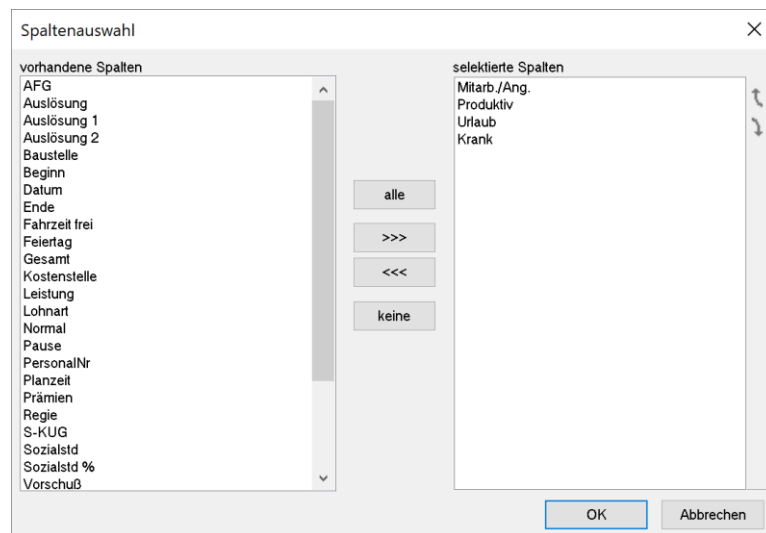 Spaltenauswahl
vorhandene Spalten
AFG
Auslösung
Auslösung 1
Auslösung 2
Baustelle
Beginn
Datum
Ende
Fahrzeit frei
Feiertag
Gesamt
Kostenstelle
Leistung
Lohnart
Normal
Pause
PersonalNr
Planzeit
Prämien
Regie
S-KUG
Sozialstd
Sozialstd %
Vorschuß
alle
>>>
<<<
keine
selektierte Spalten
Mitarb./Ang.
Produktiv
Urlaub
Krank
OK
Abbrechen